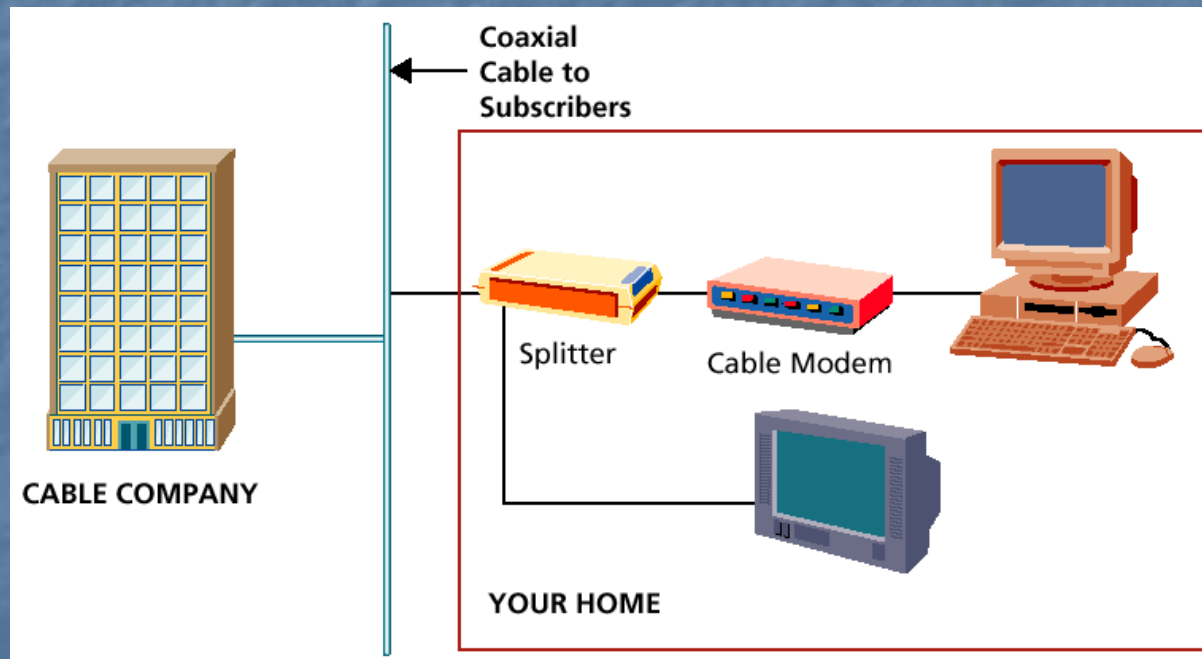 Coaxial
Cable to
Subscribers
Splitter
Cable Modem
CABLE COMPANY
YOUR HOME